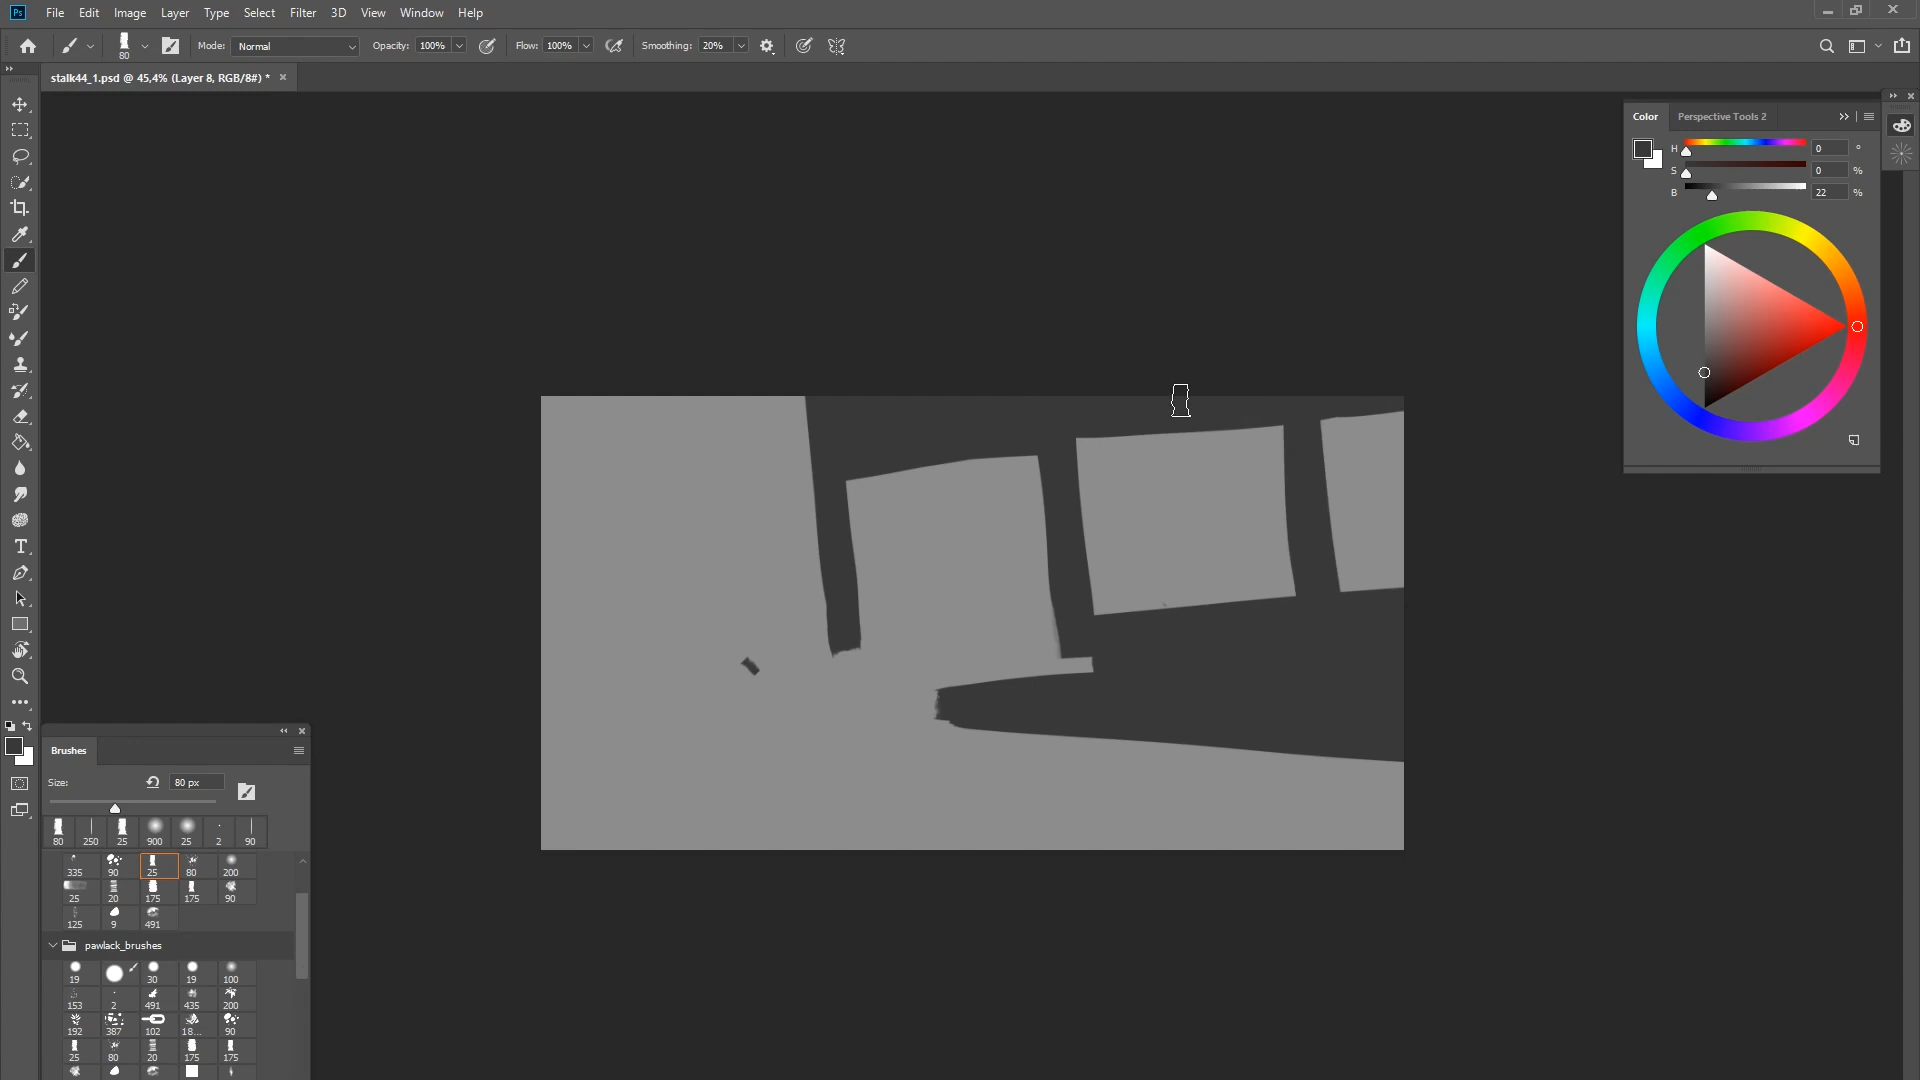 Ps File Edit Image Layer Type Select Filter 3D View Window Help
80 Mode: Normal Opacity: 100% Flow: 100% Smoothing: 20%
stalk44_1.psd @ 45,4% (Layer 8, RGB/8#) *
Color Perspective Tools 2
H 0 °
S 0 %
B 22 %
Brushes
Size: 80 px
80 250 25 900 25 2 90
335 90 25 80 200
25 20 175 175 90
125 9 491
pawlack_brushes
19 30 19 100
153 2 491 435 200
192 387 102 18... 90
25 80 20 175 175